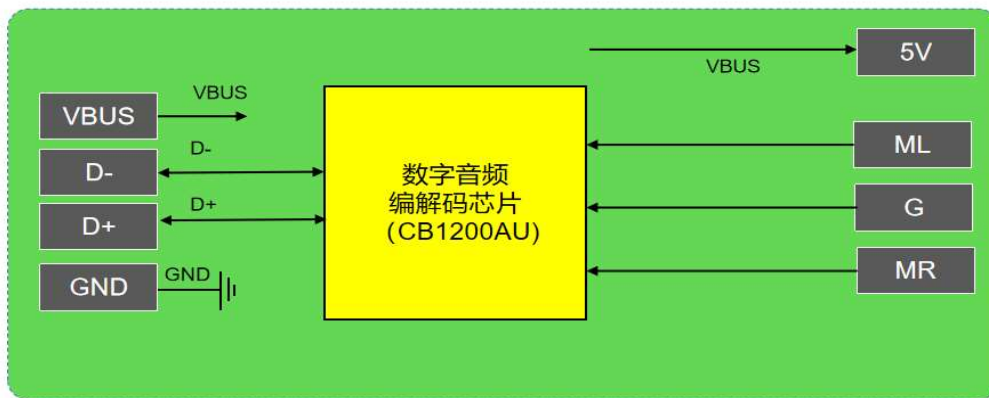 VBUS
5V
VBUS
VBUS
D-
D-
D+
D+
GND
GND
数字音频
编解码芯片
(CB1200AU)
ML
G
MR